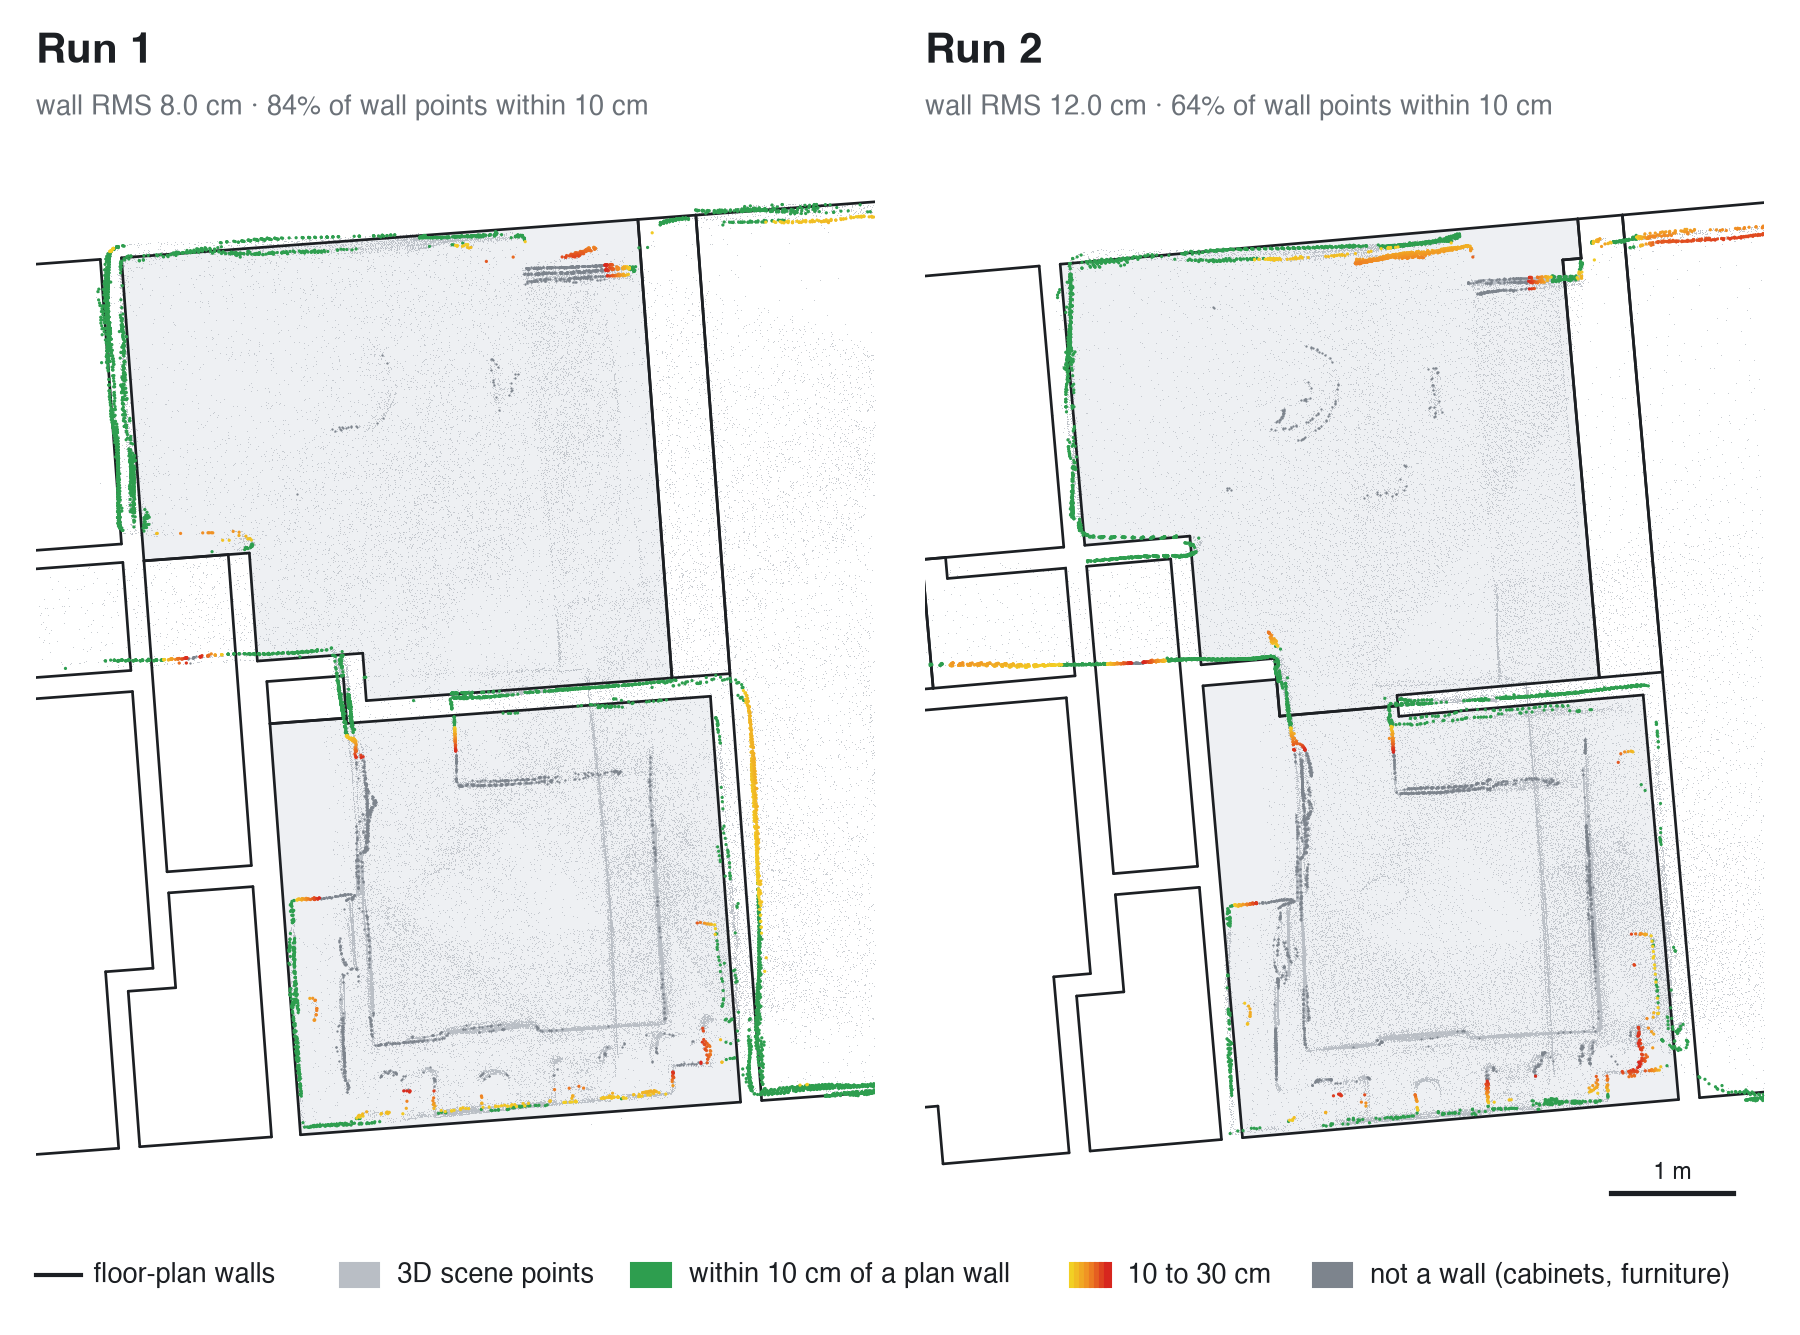 Run 1
wall RMS 8.0 cm · 84% of wall points within 10 cm
Run 2
wall RMS 12.0 cm · 64% of wall points within 10 cm
1 m
floor-plan walls
3D scene points
within 10 cm of a plan wall
10 to 30 cm
not a wall (cabinets, furniture)